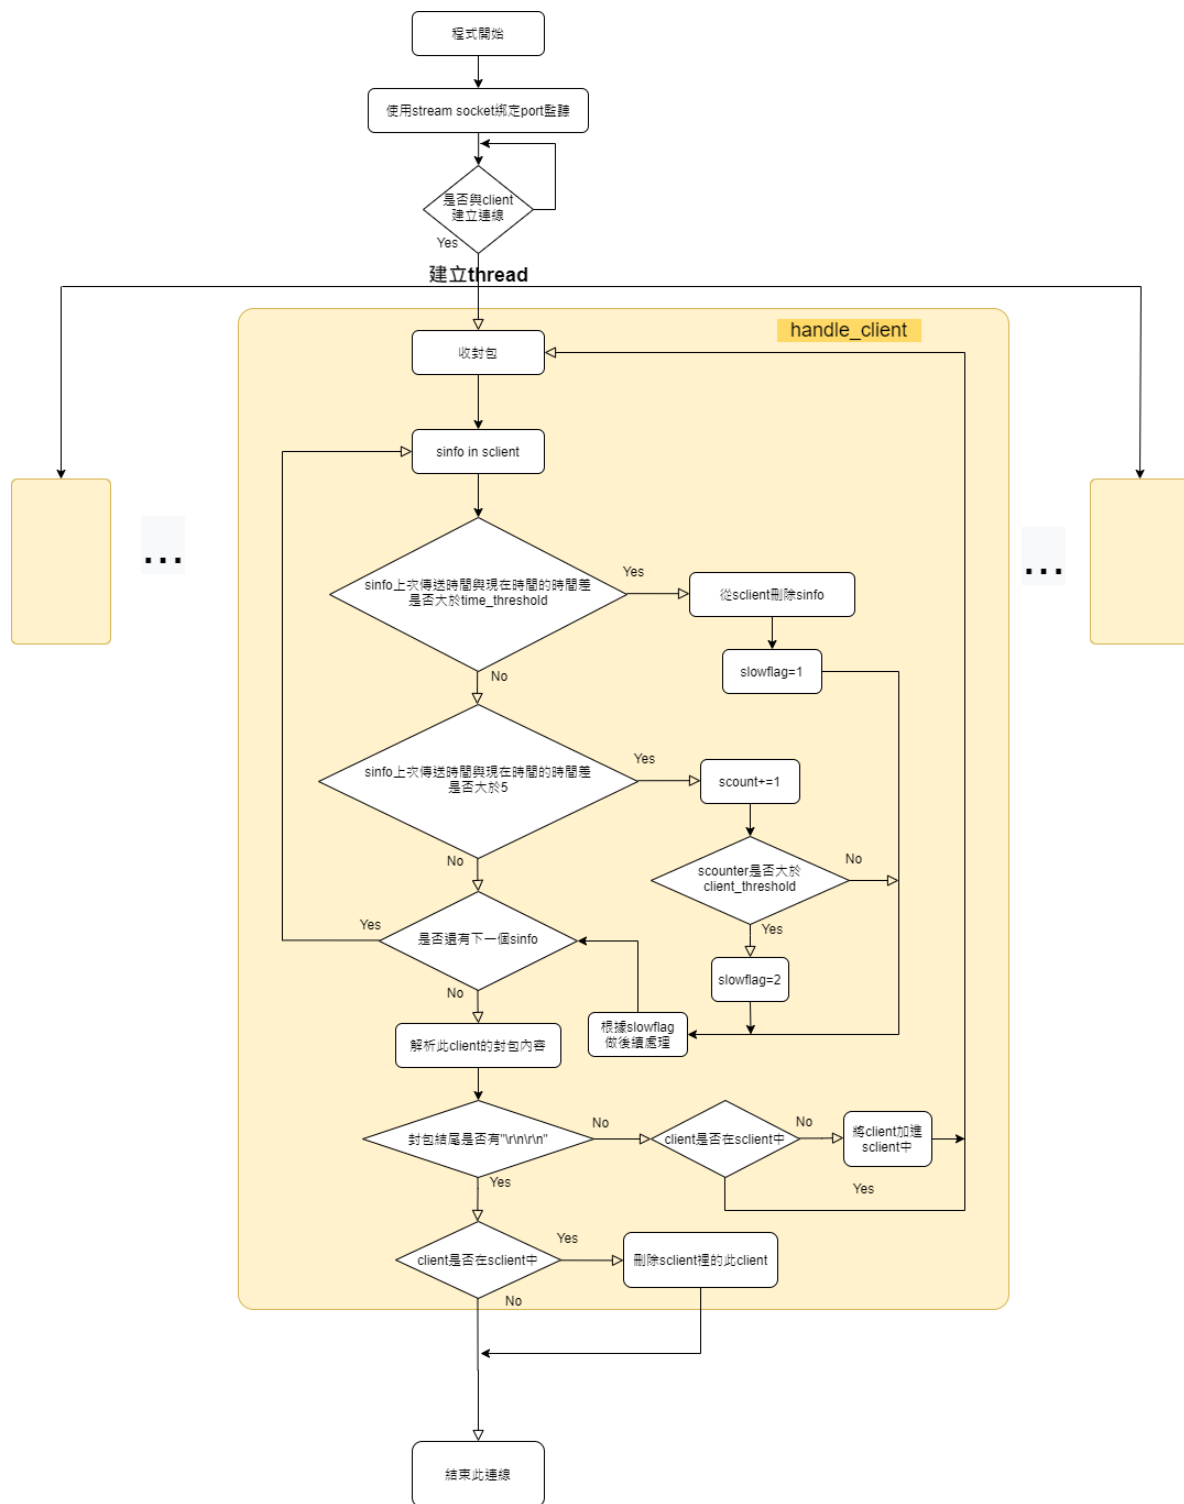 程式開始
使用stream socket綁定port監聽
是否與client
建立連線
Yes
建立thread
handle_client
收封包
sinfo in sclient
sinfo上次傳送時間與現在時間的時間差
是否大於time_threshold
Yes
從sclient刪除sinfo
slowflag=1
No
...
...
sinfo上次傳送時間與現在時間的時間差
是否大於5
Yes
scount+=1
scounter是否大於
client_threshold
No
Yes
slowflag=2
No
是否還有下一個sinfo
Yes
No
根據slowflag
做後續處理
解析此client的封包內容
封包結尾是否有"\r\n\r\n"
No
client是否在sclient中
No
將client加進
sclient中
Yes
Yes
client是否在sclient中
Yes
刪除sclient裡的此client
No
結束此連線